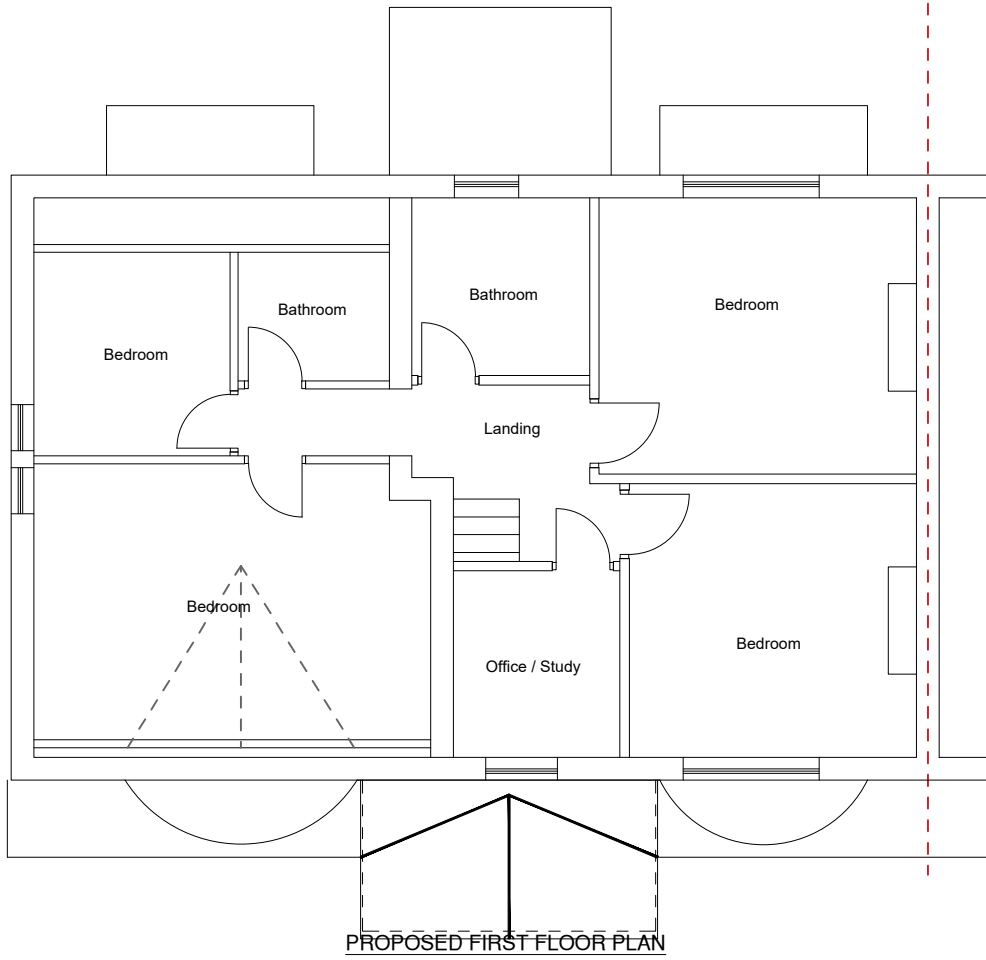 Bathroom
Bathroom
Bedroom
Bedroom
Landing
Bedroom
Office / Study
Bedroom
PROPOSED FIRST FLOOR PLAN